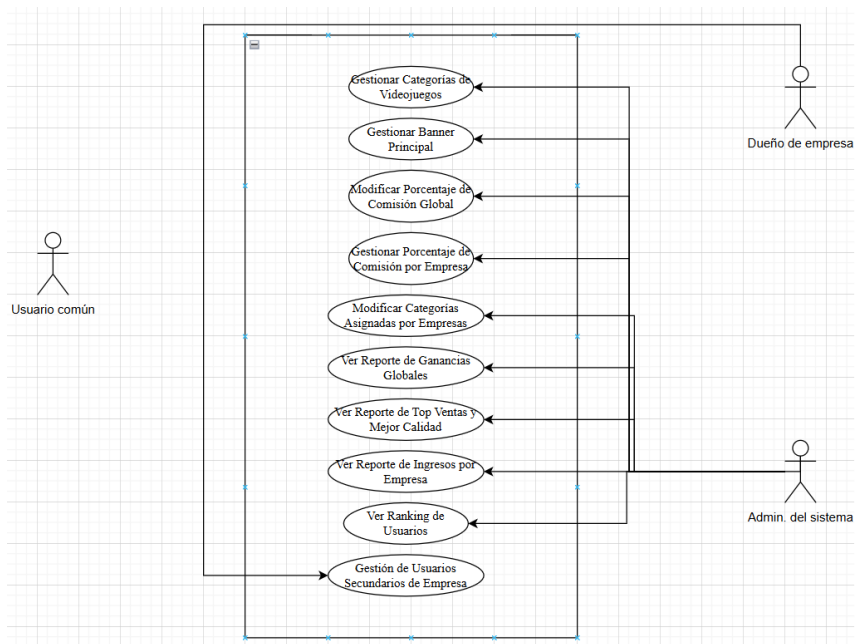 Gestionar Categorías de
Videojuegos
Dueño de empresa
Gestionar Banner
Principal
Modificar Porcentaje de
Comisión Global
Gestionar Porcentaje de
Comisión por Empresa
Usuario común
Modificar Categorías
Asignadas por Empresas
Ver Reporte de Ganancias
Globales
Ver Reporte de Top Ventas y
Mejor Calidad
Ver Reporte de Ingresos por
Empresa
Ver Ranking de
Usuarios
Admin. del sistema
Gestión de Usuarios
Secundarios de Empresa